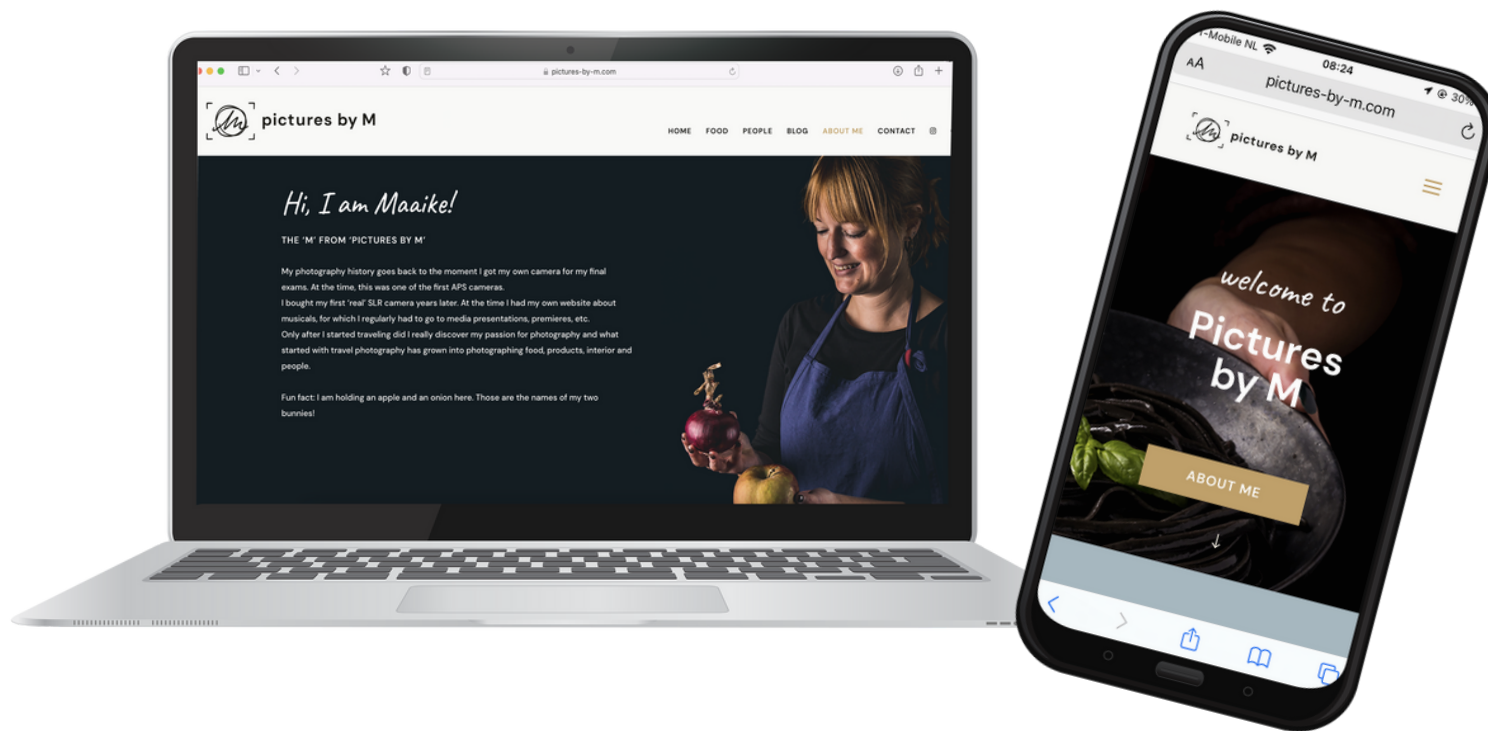 pictures-by-m.com
pictures by M
HOME FOOD PEOPLE BLOG ABOUT ME CONTACT
Hi, I am Maaike!
THE 'M' FROM 'PICTURES BY M'
My photography history goes back to the moment I got my own camera for my final
exams. At the time, this was one of the first APS cameras.
I bought my first 'real' SLR camera years later. At the time I had my own website about
musicals, for which I regularly had to go to media presentations, premieres, etc.
Only after I started traveling did I really discover my passion for photography and what
started with travel photography has grown into photographing food, products, interior and
people.
Fun fact: I am holding an apple and an onion here. Those are the names of my two
bunnies!
T-Mobile NL 08:24 30%
AA pictures-by-m.com
pictures by M
welcome to
Pictures
by M
ABOUT ME
↓